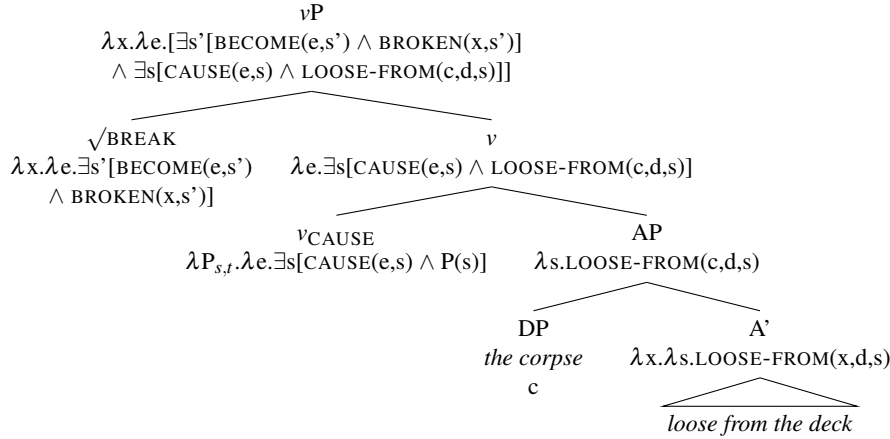 vP
λx.λe.[∃s'[BECOME(e,s') ∧ BROKEN(x,s')]
∧ ∃s[CAUSE(e,s) ∧ LOOSE-FROM(c,d,s)]]
√BREAK
λx.λe.∃s'[BECOME(e,s')
∧ BROKEN(x,s')]
v
λe.∃s[CAUSE(e,s) ∧ LOOSE-FROM(c,d,s)]
vCAUSE
λPs,t.λe.∃s[CAUSE(e,s) ∧ P(s)]
AP
λs.LOOSE-FROM(c,d,s)
DP
the corpse
c
A'
λx.λs.LOOSE-FROM(x,d,s)
loose from the deck